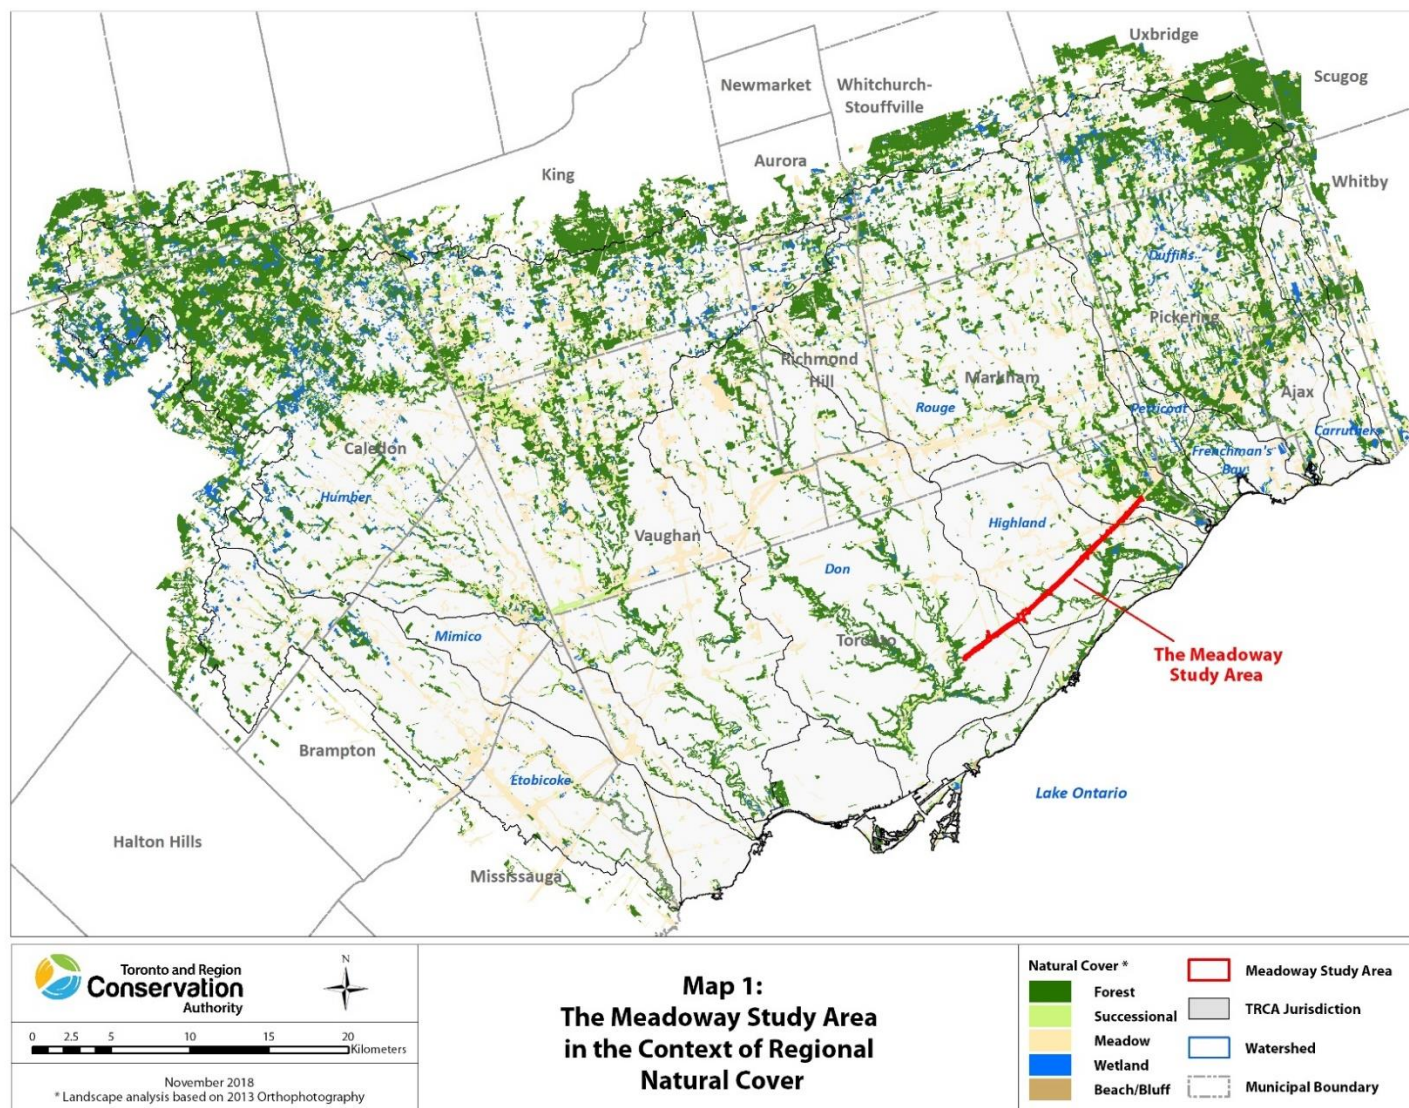 Uxbridge
Scugog
Newmarket
Whitchurch-
Stouffville
Aurora
King
Whitby
Duffins
Pickering
Richmond
Hill
Markham
Ajax
Rouge
Petticoat
Carruthers
Frenchman's
Bay
Caledon
Humber
Highland
Vaughan
Don
Mimico
Toronto
The Meadoway
Study Area
Brampton
Etobicoke
Lake Ontario
Halton Hills
Mississauga
Toronto and Region
Conservation
Authority
N
0 2.5 5 10 15 20
Kilometers
November 2018
* Landscape analysis based on 2013 Orthophotography
Map 1:
The Meadoway Study Area
in the Context of Regional
Natural Cover
Natural Cover *
Forest
Successional
Meadow
Wetland
Beach/Bluff
Meadoway Study Area
TRCA Jurisdiction
Watershed
Municipal Boundary